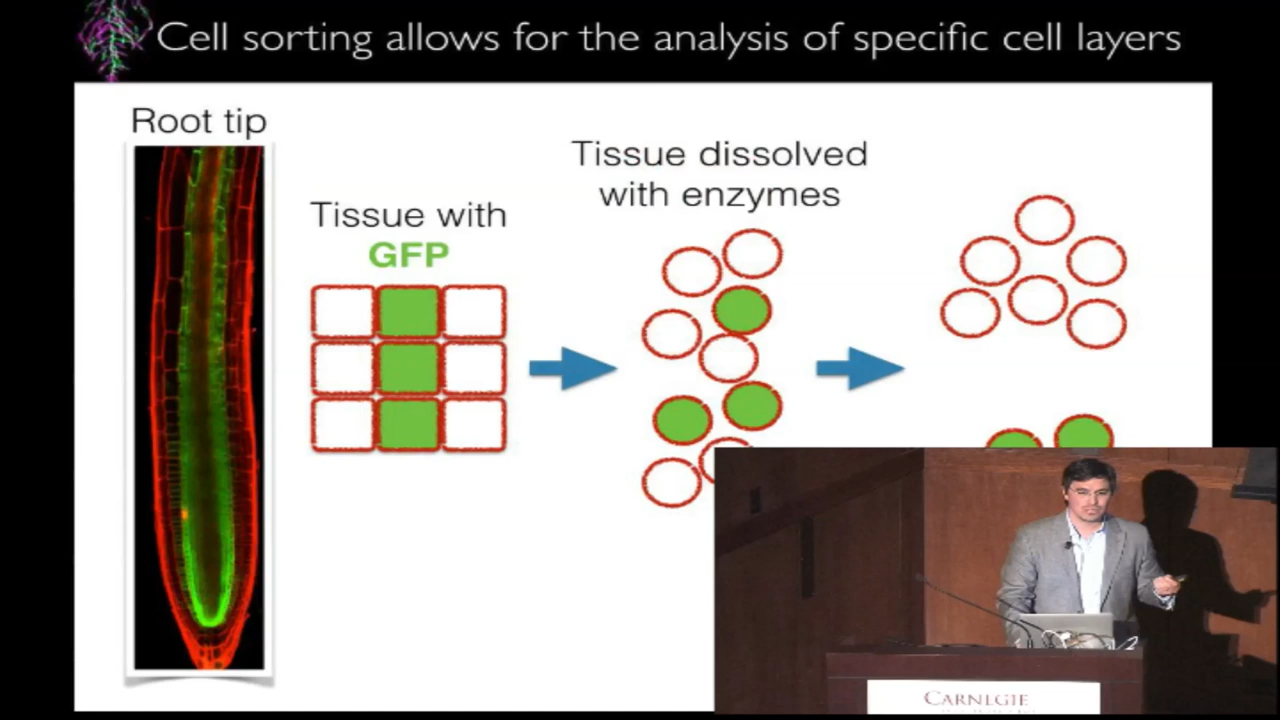 Cell sorting allows for the analysis of specific cell layers
Root tip
Tissue with
GFP
Tissue dissolved
with enzymes
CARNEGIE